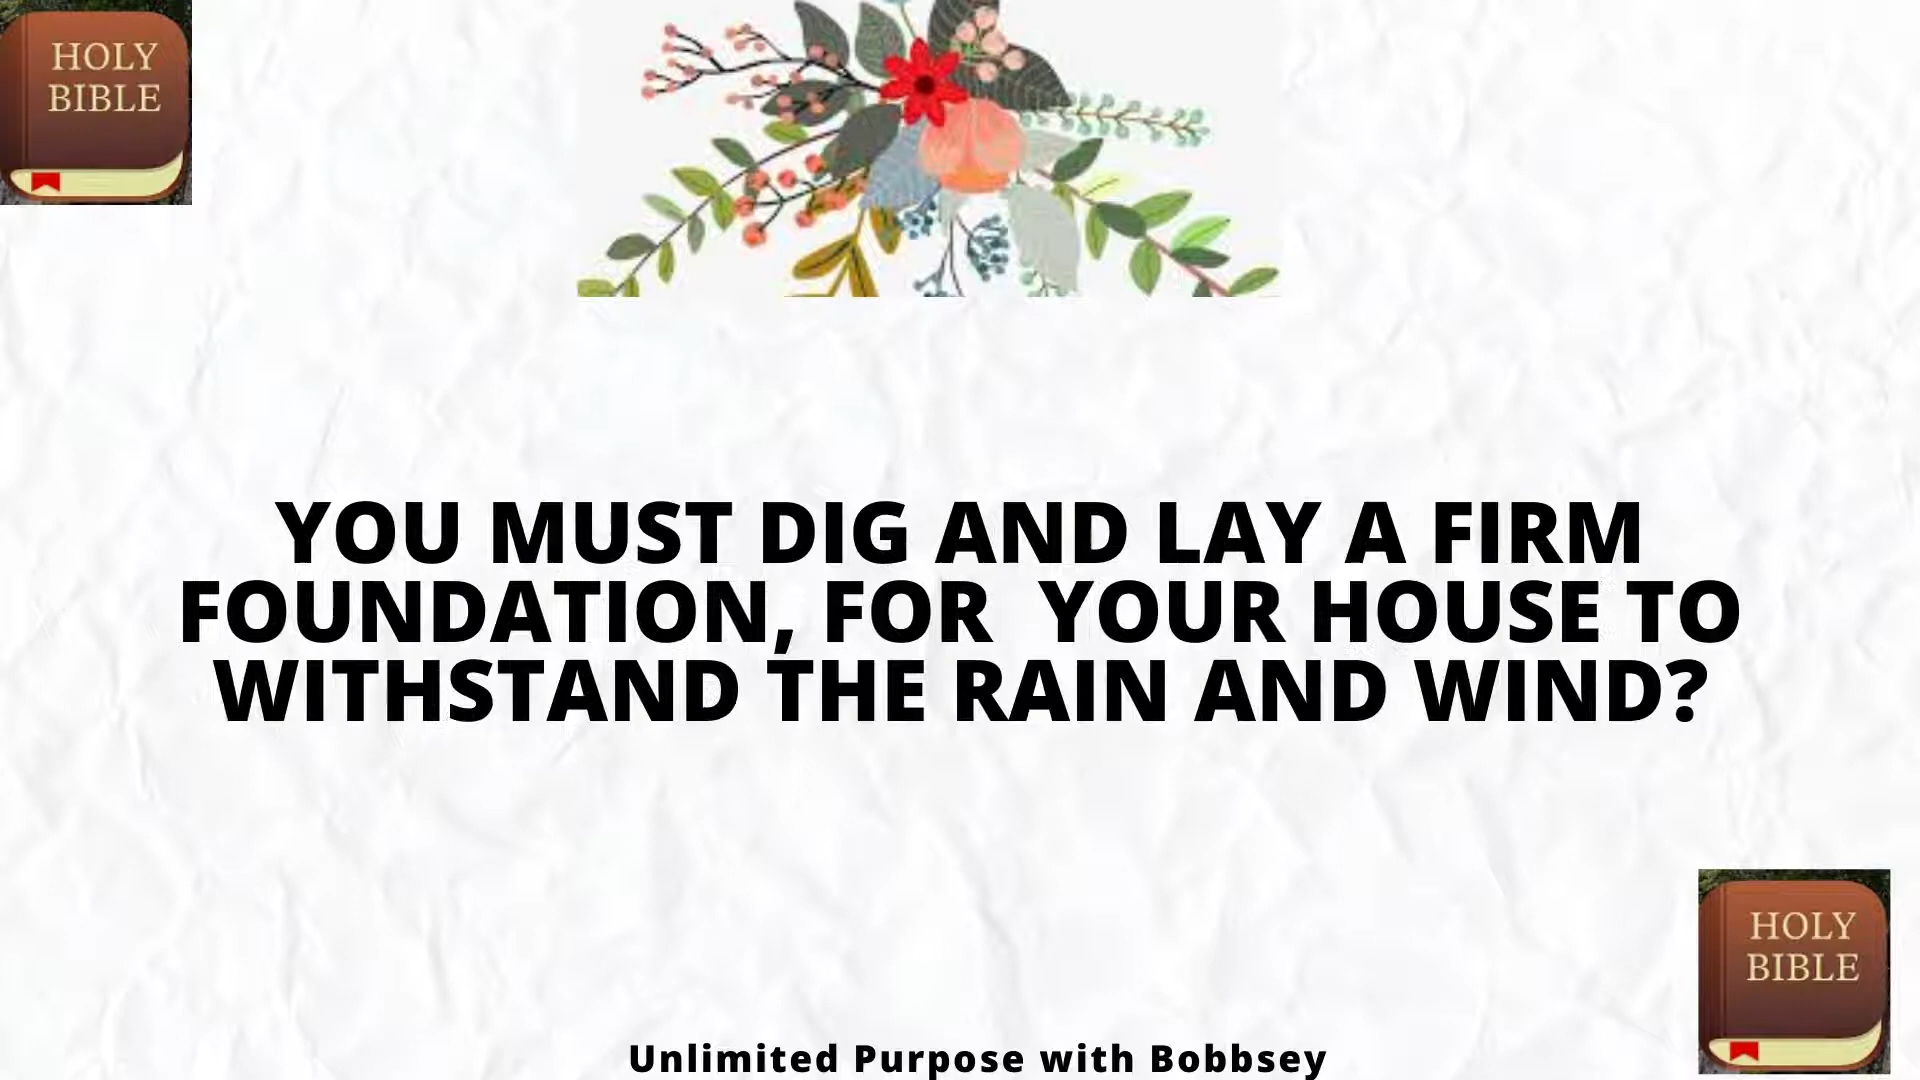 HOLY
BIBLE
YOU MUST DIG AND LAY A FIRM
FOUNDATION, FOR  YOUR HOUSE TO
WITHSTAND THE RAIN AND WIND?
HOLY
BIBLE
Unlimited Purpose with Bobbsey